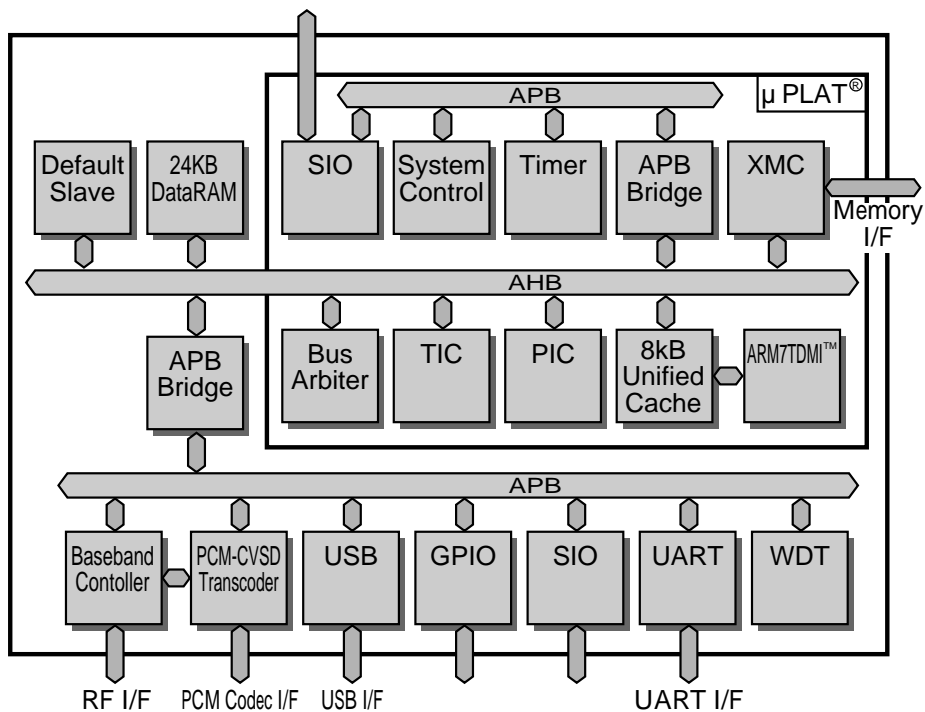 APB
µ PLAT®
Default
Slave
24KB
DataRAM
SIO
System
Control
Timer
APB
Bridge
XMC
Memory
I/F
AHB
APB
Bridge
Bus
Arbiter
TIC
PIC
8kB
Unified
Cache
ARM7TDMI™
APB
Baseband
Contoller
PCM-CVSD
Transcoder
USB
GPIO
SIO
UART
WDT
RF I/F
PCM Codec I/F
USB I/F
UART I/F